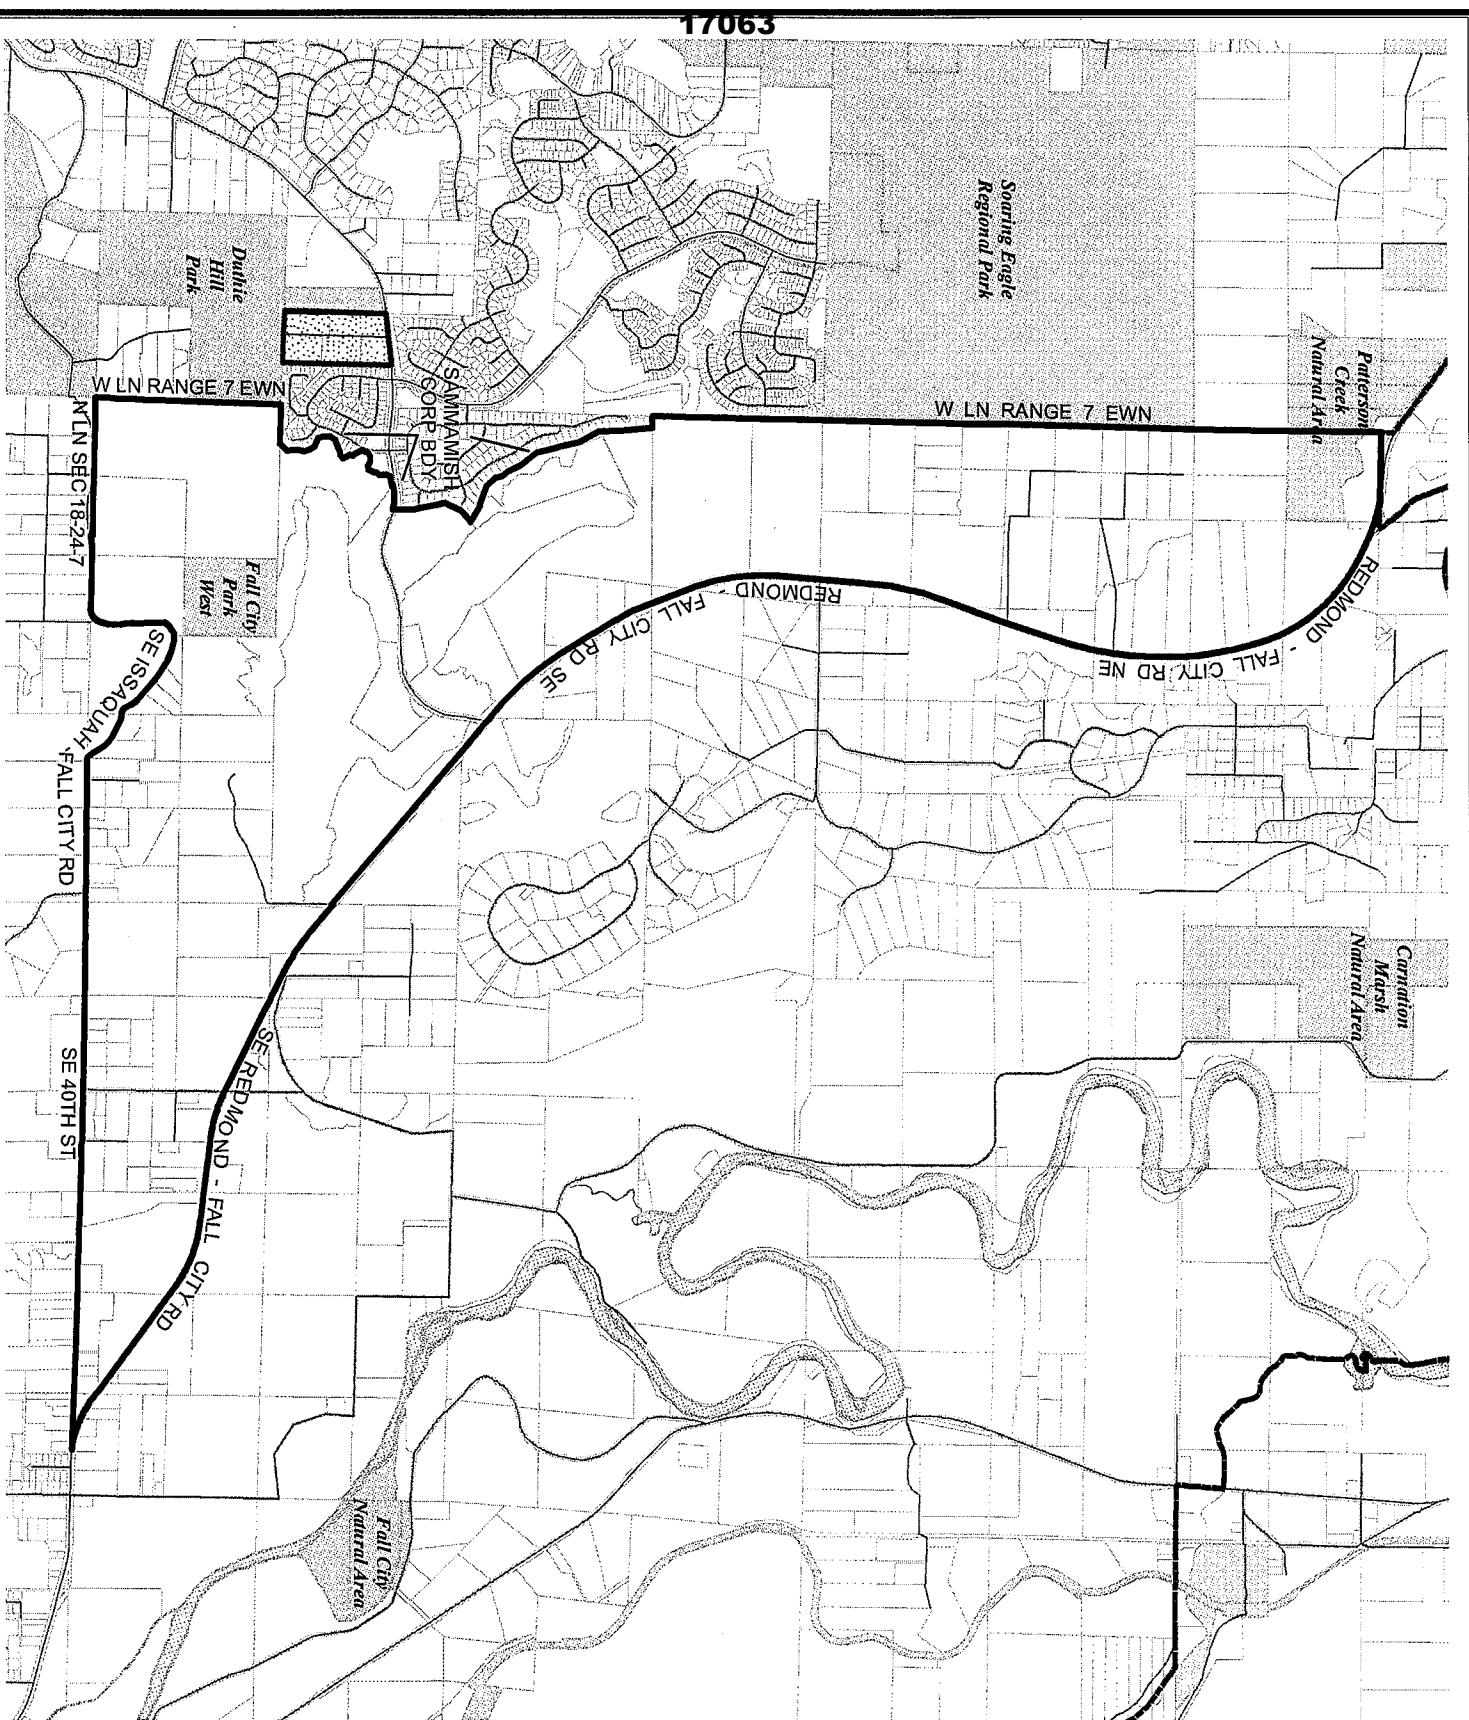 17063
Soaring Eagle
Regional Park
Duthie
Hill
Park
Patterson
Creek
Natural Area
W LN RANGE 7 EWN
W LN RANGE 7 EWN
SAMMAMISH
CORP BDY
N LN SEC 18-24-7
Fall City
Park
West
REDMOND - FALL CITY RD SE
REDMOND - FALL CITY RD NE
SE ISSAQUAH
FALL CITY RD
Carnation
Marsh
Natural Area
SE REDMOND - FALL CITY RD
SE 40TH ST
Fall City
Natural Area